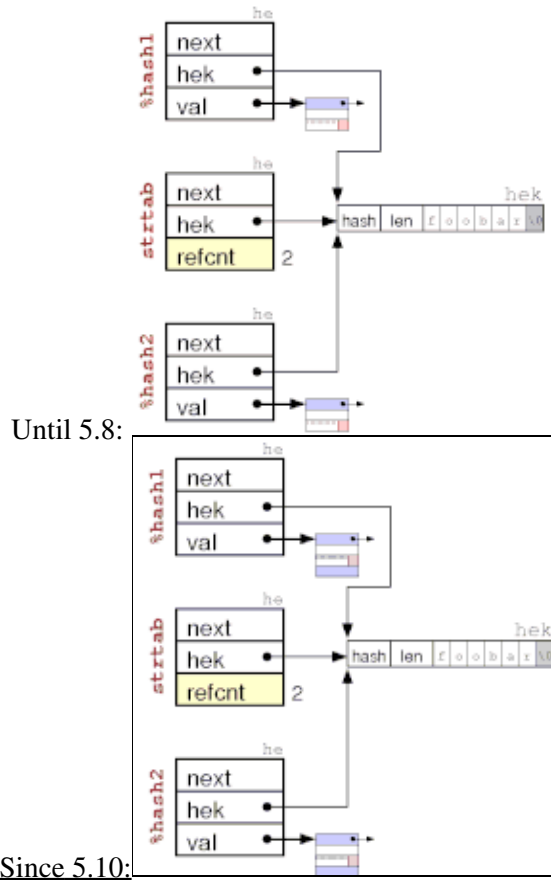 he
%hash1
next
hek
val
he
strtab
next
hek
refcnt
2
hek
hash len f o o b a r \0
he
%hash2
next
hek
val
Until 5.8:
he
%hash1
next
hek
val
he
strtab
next
hek
refcnt
2
hek
hash len f o o b a r \0
he
%hash2
next
hek
val
Since 5.10: